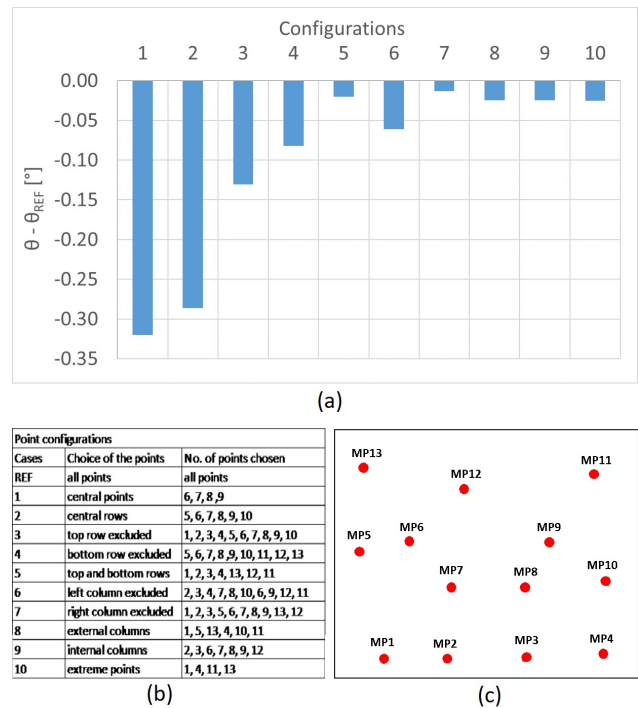 Configurations
1 2 3 4 5 6 7 8 9 10
0.00
-0.05
-0.10
-0.15
-0.20
-0.25
-0.30
-0.35
θ - θREF [°]
(a)
Point configurations
Cases Choice of the points No. of points chosen
REF all points all points
1 central points 6, 7, 8 ,9
2 central rows 5, 6, 7, 8, 9, 10
3 top row excluded 1, 2, 3, 4, 5, 6, 7, 8, 9, 10
4 bottom row excluded 5, 6, 7, 8 ,9, 10, 11, 12, 13
5 top and bottom rows 1, 2, 3, 4, 13, 12, 11
6 left column excluded 2, 3, 4, 7, 8, 10, 6, 9, 12, 11
7 right column excluded 1, 2, 3, 5, 6, 7, 8, 9, 13, 12
8 external columns 1, 5, 13, 4, 10, 11
9 internal columns 2, 3, 6, 7, 8, 9, 12
10 extreme points 1, 4, 11, 13
(b)
MP13
MP12
MP11
MP5
MP6
MP9
MP7
MP8
MP10
MP1
MP2
MP3
MP4
(c)